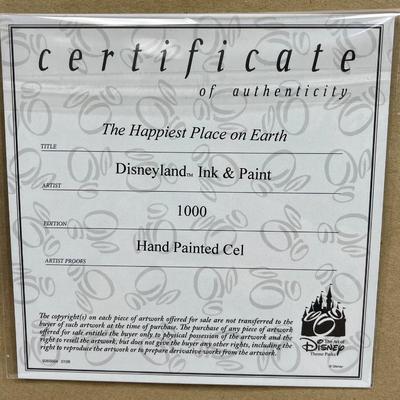 certificate
of authenticity
The Happiest Place on Earth
TITLE
Disneyland™ Ink & Paint
ARTIST
1000
EDITION
Hand Painted Cel
ARTIST PROOFS
The copyright(s) on each piece of artwork offered for sale are not transferred to the
buyer of such artwork at the time of purchase. The purchase of any piece of artwork
offered for sale entitles the buyer only to physical possession of the artwork and the
right to resell the artwork, but does not give the buyer any other rights, including the
right to reproduce the artwork or to prepare derivative works from the artwork.
The Art of
Disney
Theme Parks
© Disney